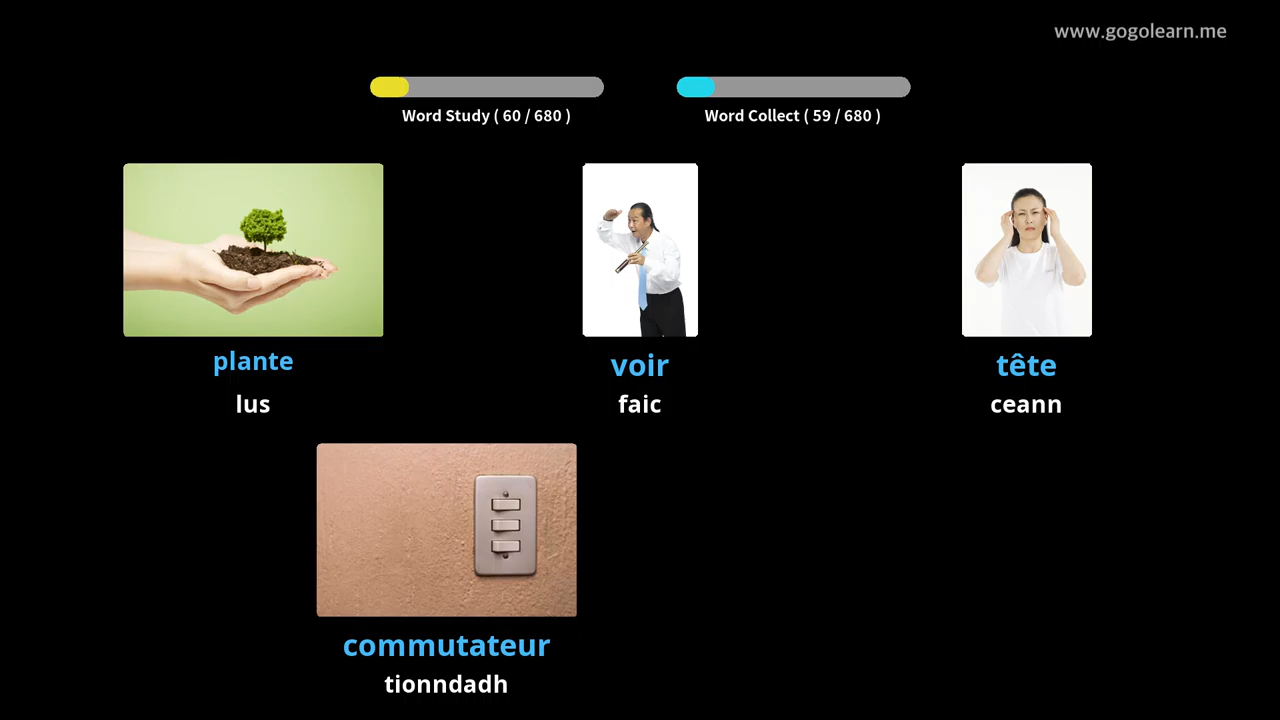 www.gogolearn.me
Word Study ( 60 / 680 )
Word Collect ( 59 / 680 )
plante
lus
voir
faic
tête
ceann
commutateur
tionndadh